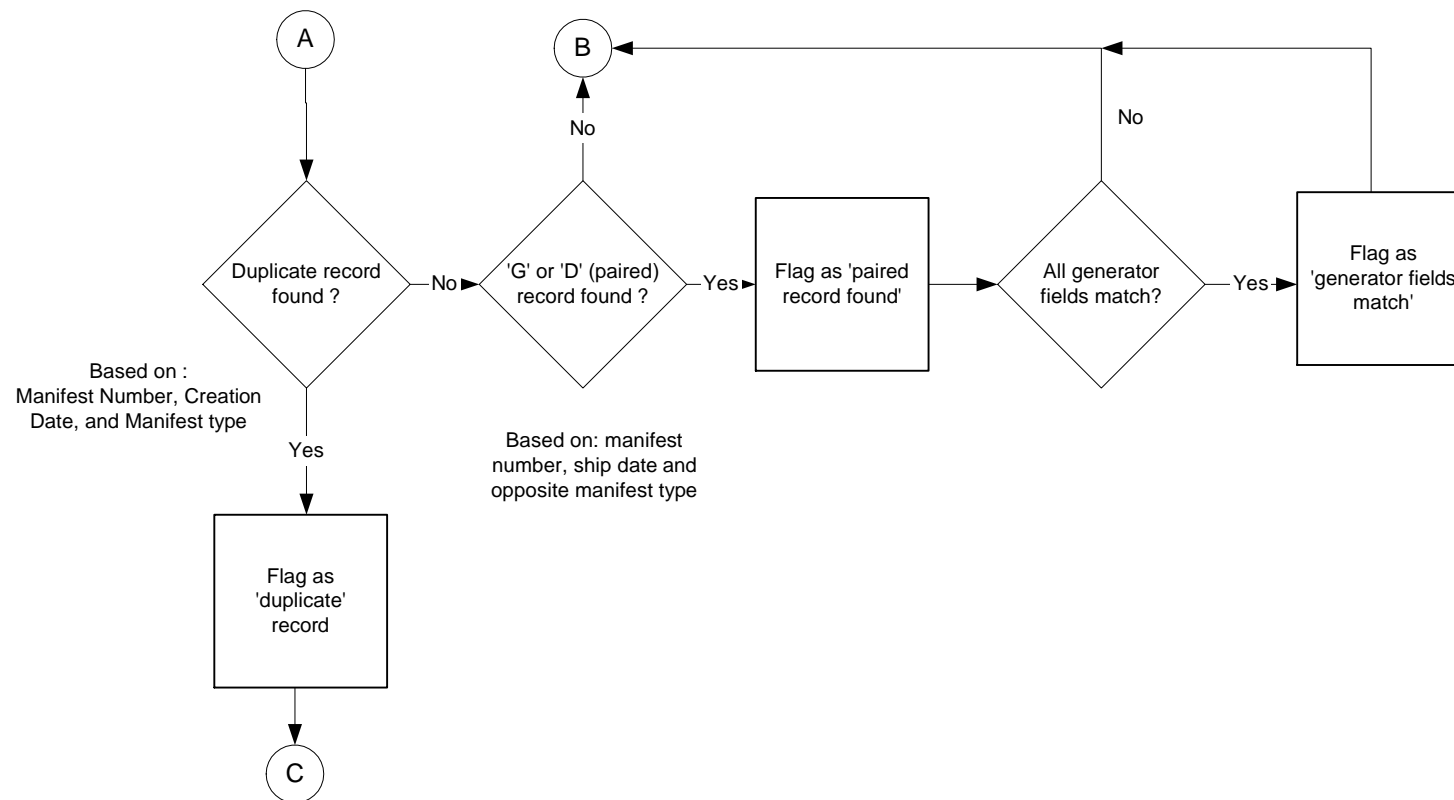 A
B
No
No
Duplicate record
found ?
No
'G' or 'D' (paired)
record found ?
Yes
Flag as 'paired
record found'
All generator
fields match?
Yes
Flag as
'generator fields
match'
Based on :
Manifest Number, Creation
Date, and Manifest type
Yes
Based on: manifest
number, ship date and
opposite manifest type
Flag as
'duplicate'
record
C